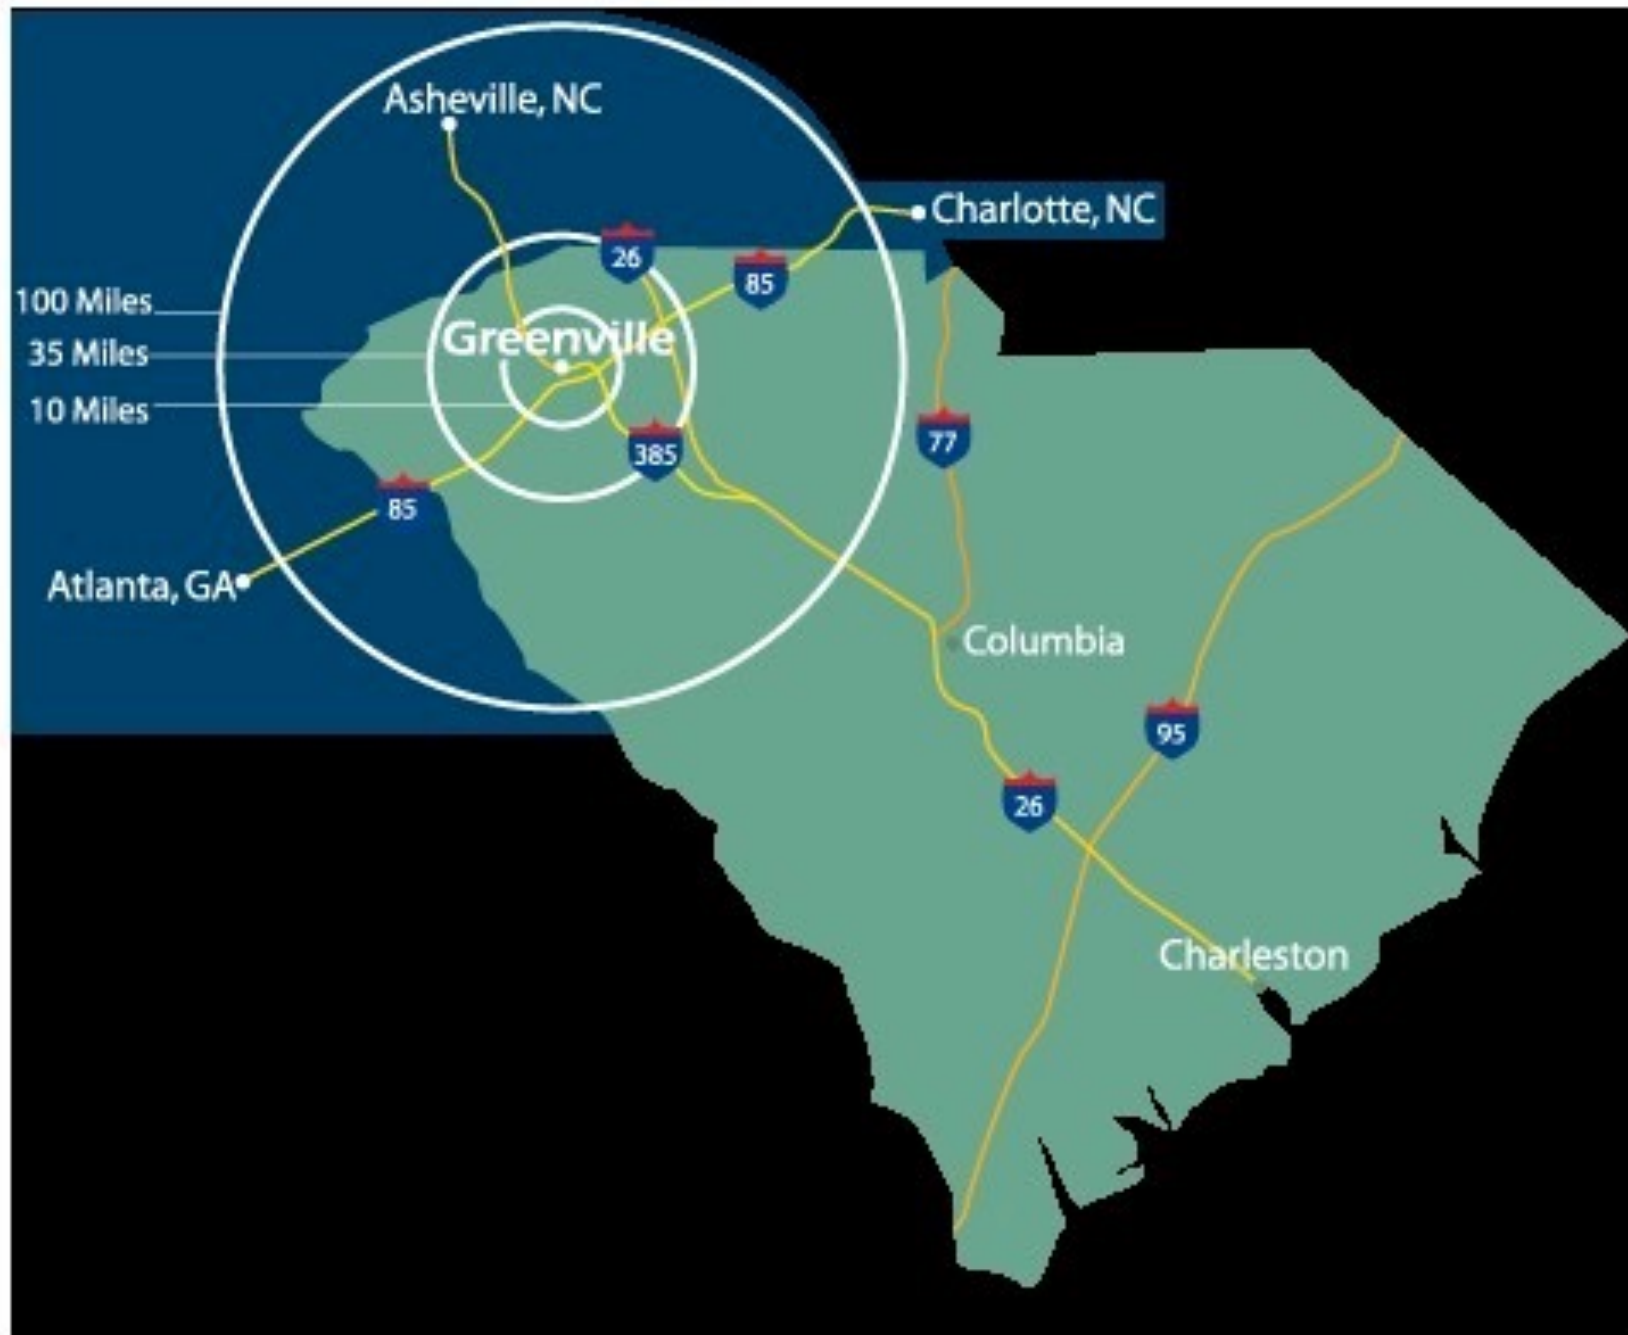 Asheville, NC
Charlotte, NC
26
85
100 Miles
Greenville
35 Miles
10 Miles
77
385
85
Atlanta, GA
Columbia
95
26
Charleston